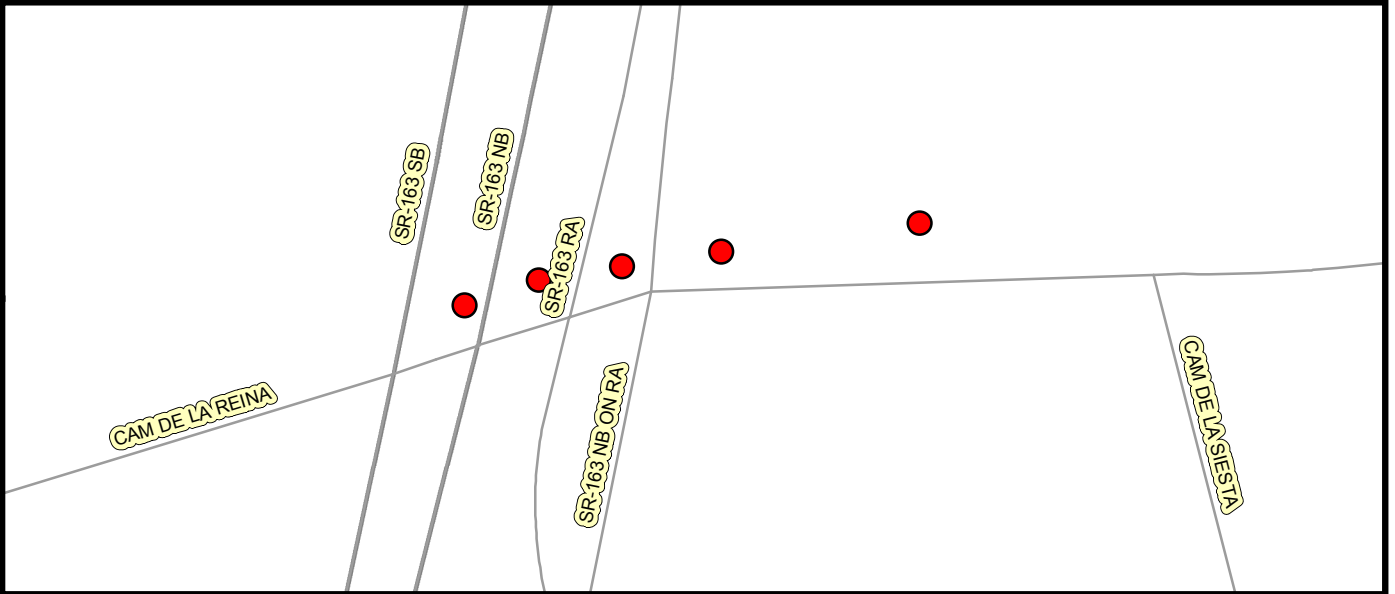 SR-163 SB
SR-163 NB
SR-163 RA
CAM DE LA REINA
SR-163 NB ON RA
CAM DE LA SIESTA